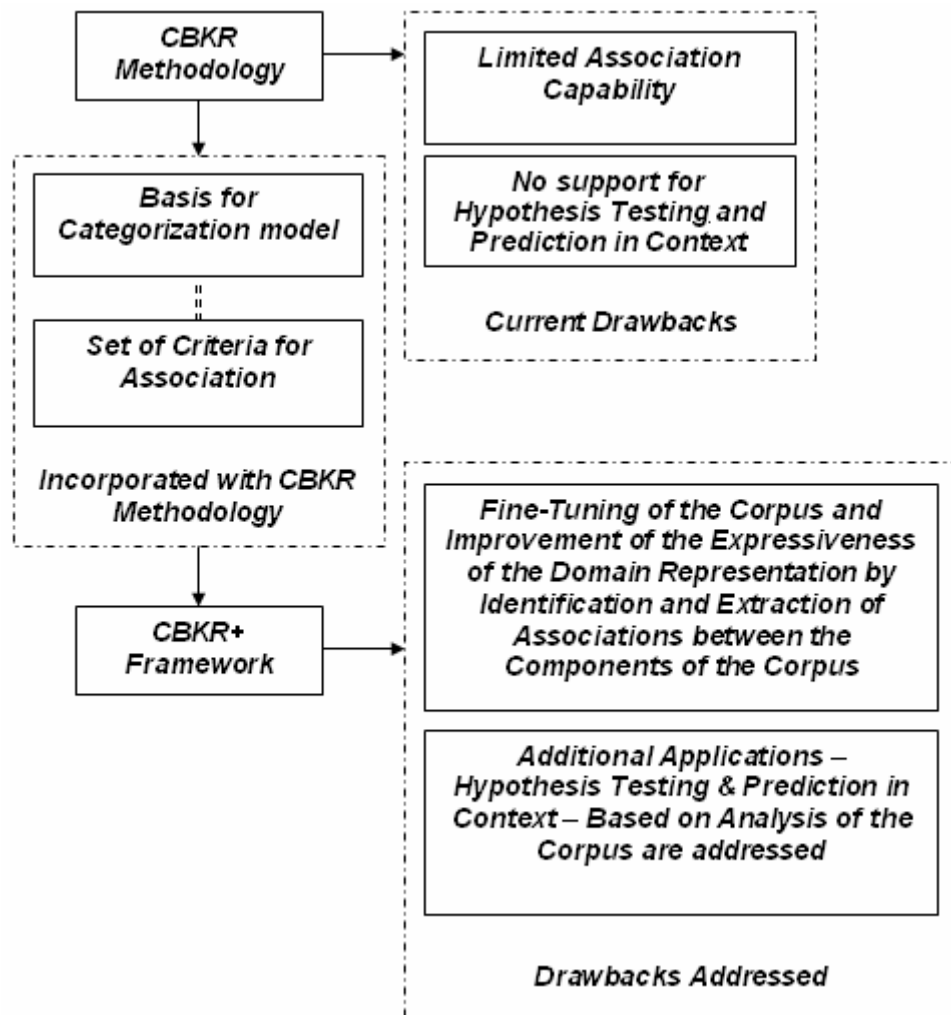 CBKR
Methodology
Limited Association
Capability
No support for
Hypothesis Testing and
Prediction in Context
Current Drawbacks
Basis for
Categorization model
Set of Criteria for
Association
Incorporated with CBKR
Methodology
CBKR+
Framework
Fine-Tuning of the Corpus and
Improvement of the Expressiveness
of the Domain Representation by
Identification and Extraction of
Associations between the
Components of the Corpus
Additional Applications –
Hypothesis Testing & Prediction in
Context – Based on Analysis of the
Corpus are addressed
Drawbacks Addressed